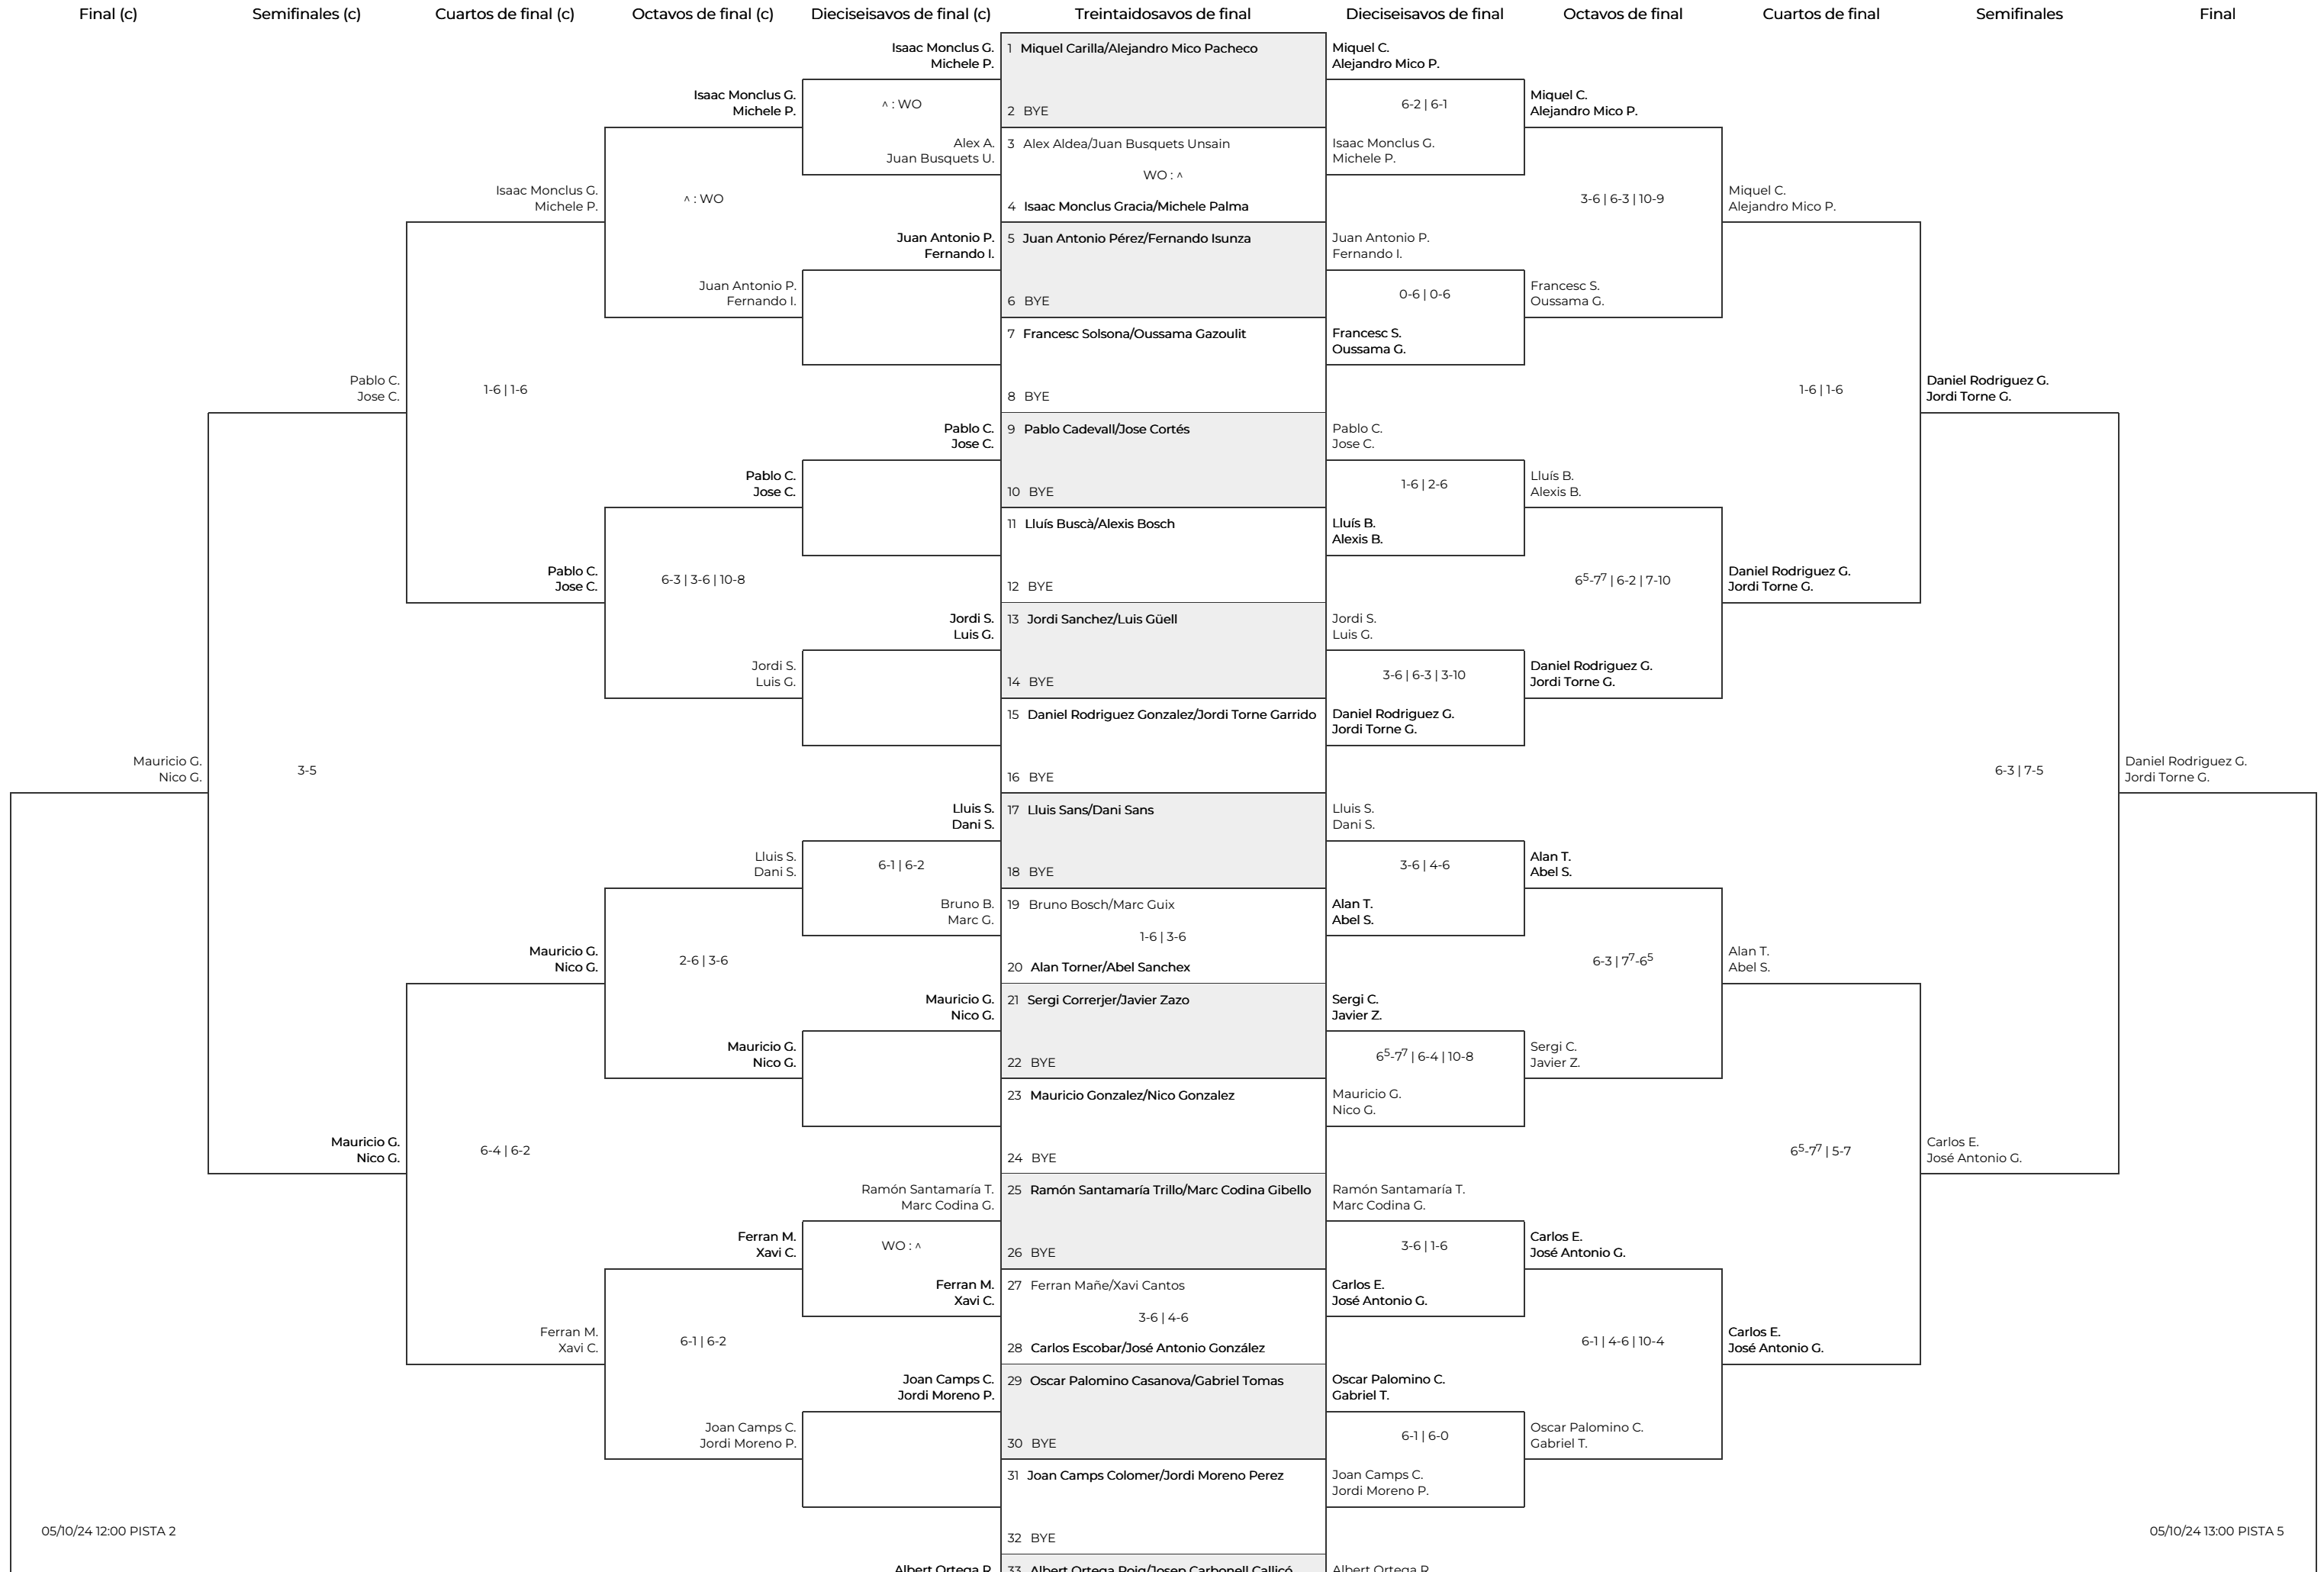 Final (c) Semifinales (c) Cuartos de final (c) Octavos de final (c) Dieciseisavos de final (c) Treintaidosavos de final Dieciseisavos de final Octavos de final Cuartos de final Semifinales Final
Isaac Monclus G. 1 Miquel Carilla/Alejandro Mico Pacheco Miquel C.
Michele P. Alejandro Mico P.
Isaac Monclus G. ^ : WO 6-2 | 6-1 Miquel C.
Michele P. 2 BYE Alejandro Mico P.
Alex A. 3 Alex Aldea/Juan Busquets Unsain Isaac Monclus G.
Juan Busquets U. Michele P.
WO : ^
Isaac Monclus G. ^ : WO 3-6 | 6-3 | 10-9 Miquel C.
Michele P. 4 Isaac Monclus Gracia/Michele Palma Alejandro Mico P.
Juan Antonio P. 5 Juan Antonio Pérez/Fernando Isunza Juan Antonio P.
Fernando I. Fernando I.
Juan Antonio P. 0-6 | 0-6 Francesc S.
Fernando I. 6 BYE Oussama G.
7 Francesc Solsona/Oussama Gazoulit Francesc S.
Oussama G.
Pablo C. 1-6 | 1-6 1-6 | 1-6 Daniel Rodriguez G.
Jose C. 8 BYE Jordi Torne G.
Pablo C. 9 Pablo Cadevall/Jose Cortés Pablo C.
Jose C. Jose C.
Pablo C. 1-6 | 2-6 Lluís B.
Jose C. 10 BYE Alexis B.
11 Lluís Buscà/Alexis Bosch Lluís B.
Alexis B.
Pablo C. 6-3 | 3-6 | 10-8 6⁵-7⁷ | 6-2 | 7-10 Daniel Rodriguez G.
Jose C. 12 BYE Jordi Torne G.
Jordi S. 13 Jordi Sanchez/Luis Güell Jordi S.
Luis G. Luis G.
Jordi S. 3-6 | 6-3 | 3-10 Daniel Rodriguez G.
Luis G. 14 BYE Jordi Torne G.
15 Daniel Rodriguez Gonzalez/Jordi Torne Garrido Daniel Rodriguez G.
Jordi Torne G.
Mauricio G. 3-5 6-3 | 7-5 Daniel Rodriguez G.
Nico G. 16 BYE Jordi Torne G.
Lluis S. 17 Lluis Sans/Dani Sans Lluis S.
Dani S. Dani S.
Lluis S. 6-1 | 6-2 3-6 | 4-6 Alan T.
Dani S. 18 BYE Abel S.
Bruno B. 19 Bruno Bosch/Marc Guix Alan T.
Marc G. Abel S.
1-6 | 3-6
Mauricio G. 2-6 | 3-6 6-3 | 7⁷-6⁵ Alan T.
Nico G. 20 Alan Torner/Abel Sanchex Abel S.
Mauricio G. 21 Sergi Correrjer/Javier Zazo Sergi C.
Nico G. Javier Z.
Mauricio G. 6⁵-7⁷ | 6-4 | 10-8 Sergi C.
Nico G. 22 BYE Javier Z.
23 Mauricio Gonzalez/Nico Gonzalez Mauricio G.
Nico G.
Mauricio G. 6-4 | 6-2 6⁵-7⁷ | 5-7 Carlos E.
Nico G. 24 BYE José Antonio G.
Ramón Santamaría T. 25 Ramón Santamaría Trillo/Marc Codina Gibello Ramón Santamaría T.
Marc Codina G. Marc Codina G.
Ferran M. WO : ^ 3-6 | 1-6 Carlos E.
Xavi C. 26 BYE José Antonio G.
Ferran M. 27 Ferran Mañe/Xavi Cantos Carlos E.
Xavi C. José Antonio G.
3-6 | 4-6
Ferran M. 6-1 | 6-2 6-1 | 4-6 | 10-4 Carlos E.
Xavi C. 28 Carlos Escobar/José Antonio González José Antonio G.
Joan Camps C. 29 Oscar Palomino Casanova/Gabriel Tomas Oscar Palomino C.
Jordi Moreno P. Gabriel T.
Joan Camps C. 6-1 | 6-0 Oscar Palomino C.
Jordi Moreno P. 30 BYE Gabriel T.
31 Joan Camps Colomer/Jordi Moreno Perez Joan Camps C.
Jordi Moreno P.
05/10/24 12:00 PISTA 2 32 BYE 05/10/24 13:00 PISTA 5
Albert Ortega R. 33 Albert Ortega Roig/Josep Carbonell Callicó Albert Ortega R.